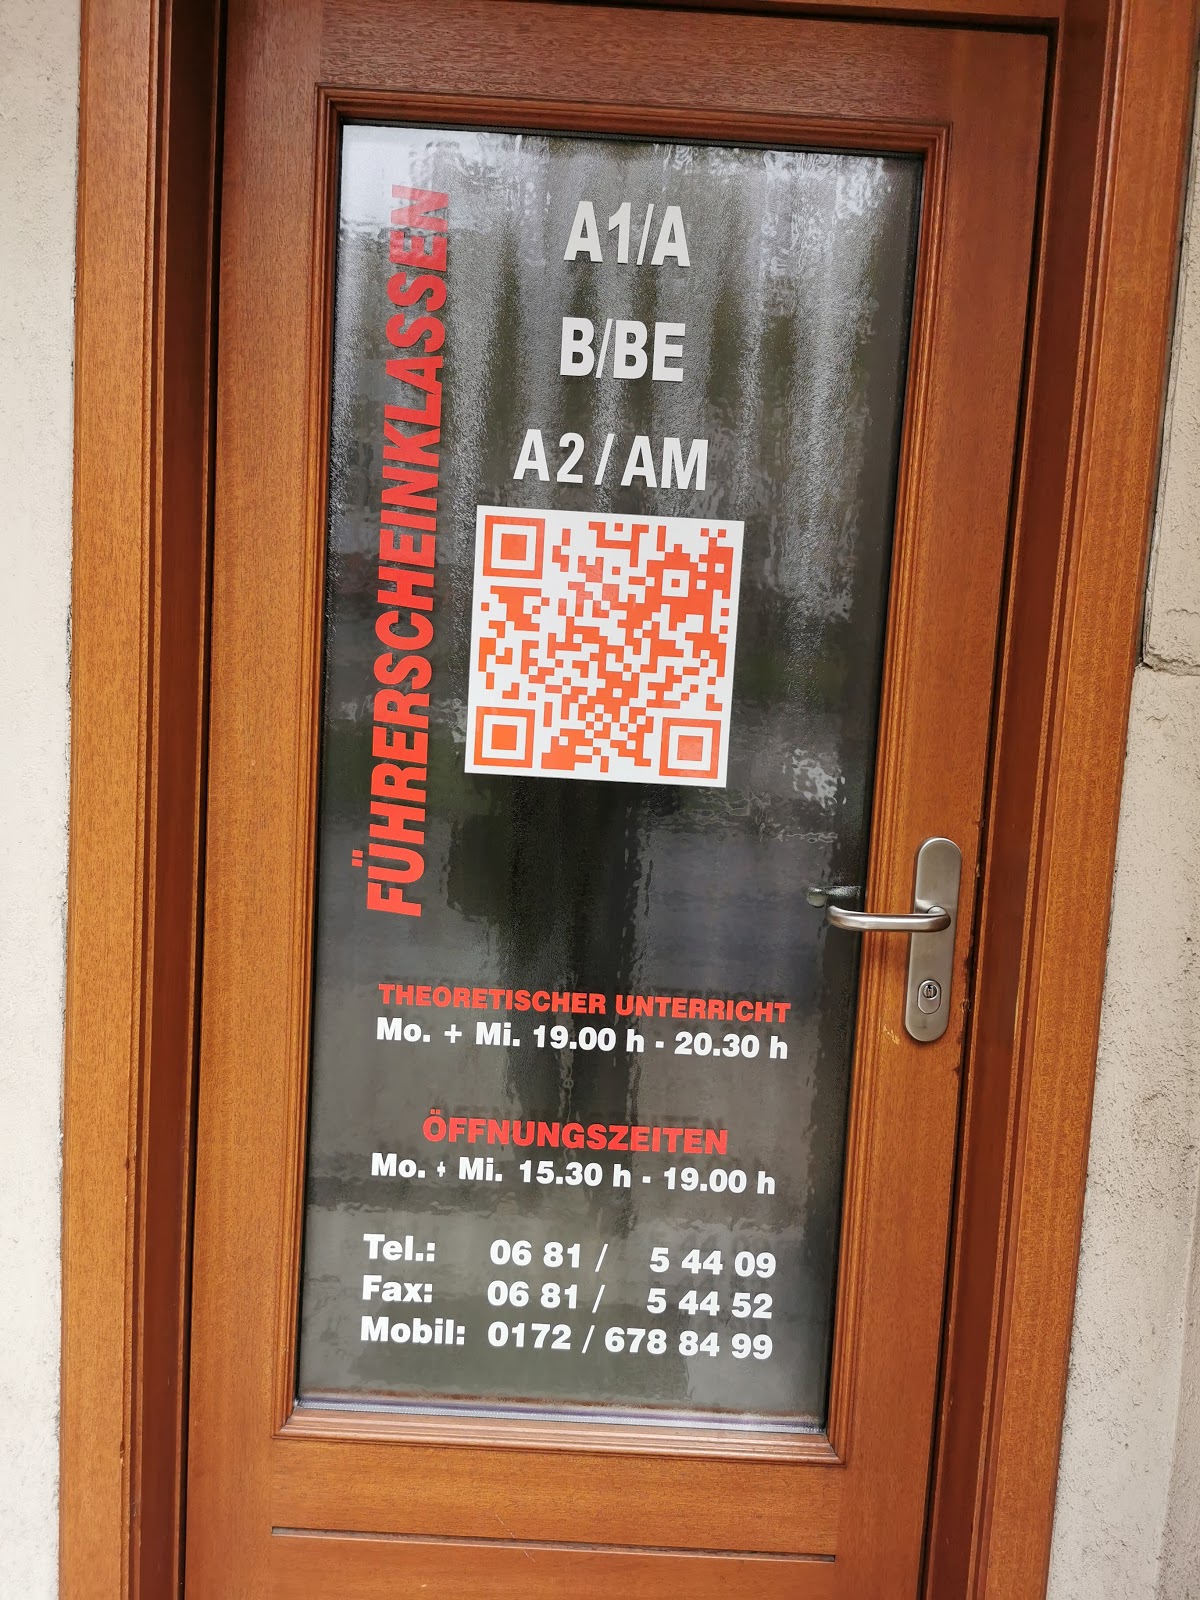 FÜHRERSCHEINKLASSEN
A1/A
B/BE
A2/AM
THEORETISCHER UNTERRICHT
Mo. + Mi. 19.00 h - 20.30 h
ÖFFNUNGSZEITEN
Mo. + Mi. 15.30 h - 19.00 h
Tel.: 06 81 / 5 44 09
Fax: 06 81 / 5 44 52
Mobil: 0172 / 678 84 99